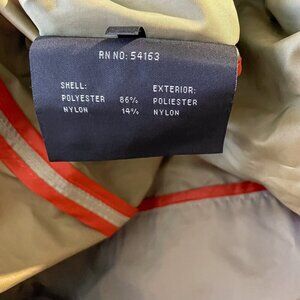 RN NO: 54163
SHELL: EXTERIOR:
POLYESTER 86% POLIESTER
NYLON 14% NYLON